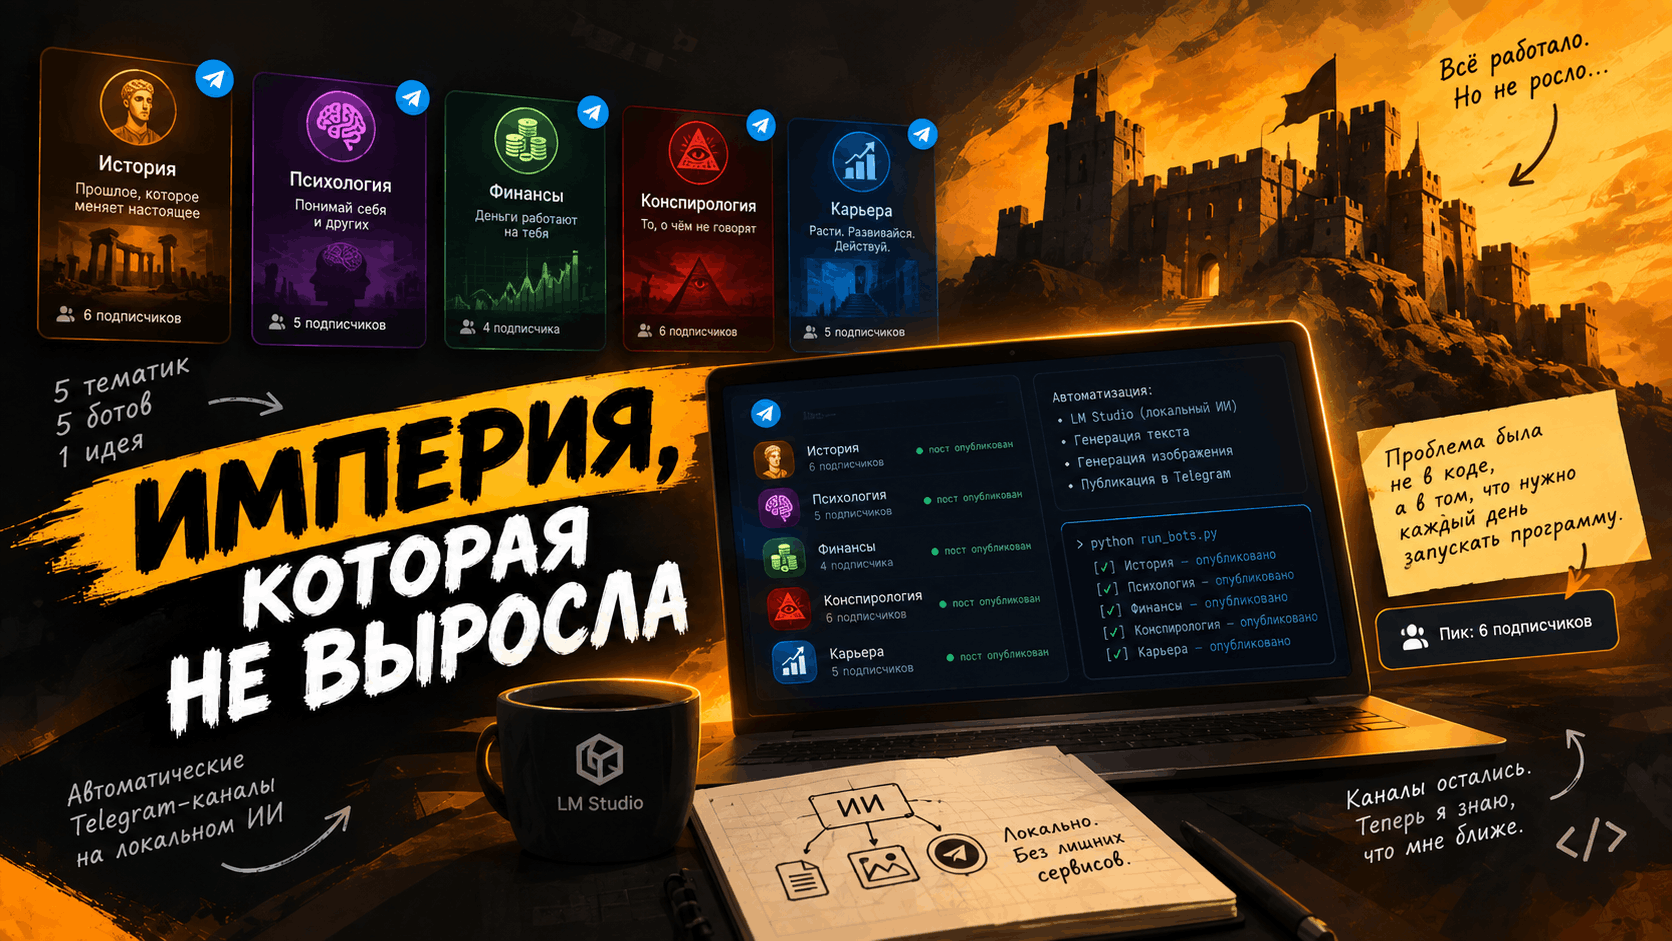 История
Прошлое, которое
меняет настоящее
6 подписчиков
Психология
Понимай себя
и других
5 подписчиков
Финансы
Деньги работают
на тебя
4 подписчика
Конспирология
То, о чём не говорят
6 подписчиков
Карьера
Расти. Развивайся.
Действуй.
5 подписчиков
Всё работало.
Но не росло...
5 тематик
5 ботов
1 идея
ИМПЕРИЯ,
КОТОРАЯ
НЕ ВЫРОСЛА
Автоматические
Telegram-каналы
на локальном ИИ
История
6 подписчиков
пост опубликован
Психология
5 подписчиков
пост опубликован
Финансы
4 подписчика
пост опубликован
Конспирология
6 подписчиков
пост опубликован
Карьера
5 подписчиков
пост опубликован
Автоматизация:
• LM Studio (локальный ИИ)
• Генерация текста
• Генерация изображения
• Публикация в Telegram
> python run_bots.py
[✓] История – опубликовано
[✓] Психология – опубликовано
[✓] Финансы – опубликовано
[✓] Конспирология – опубликовано
[✓] Карьера – опубликовано
Проблема была
не в коде,
а в том, что нужно
каждый день
запускать программу.
Пик: 6 подписчиков
LM Studio
ИИ
Локально.
Без лишних
сервисов.
Каналы остались.
Теперь я знаю,
что мне ближе.
</>